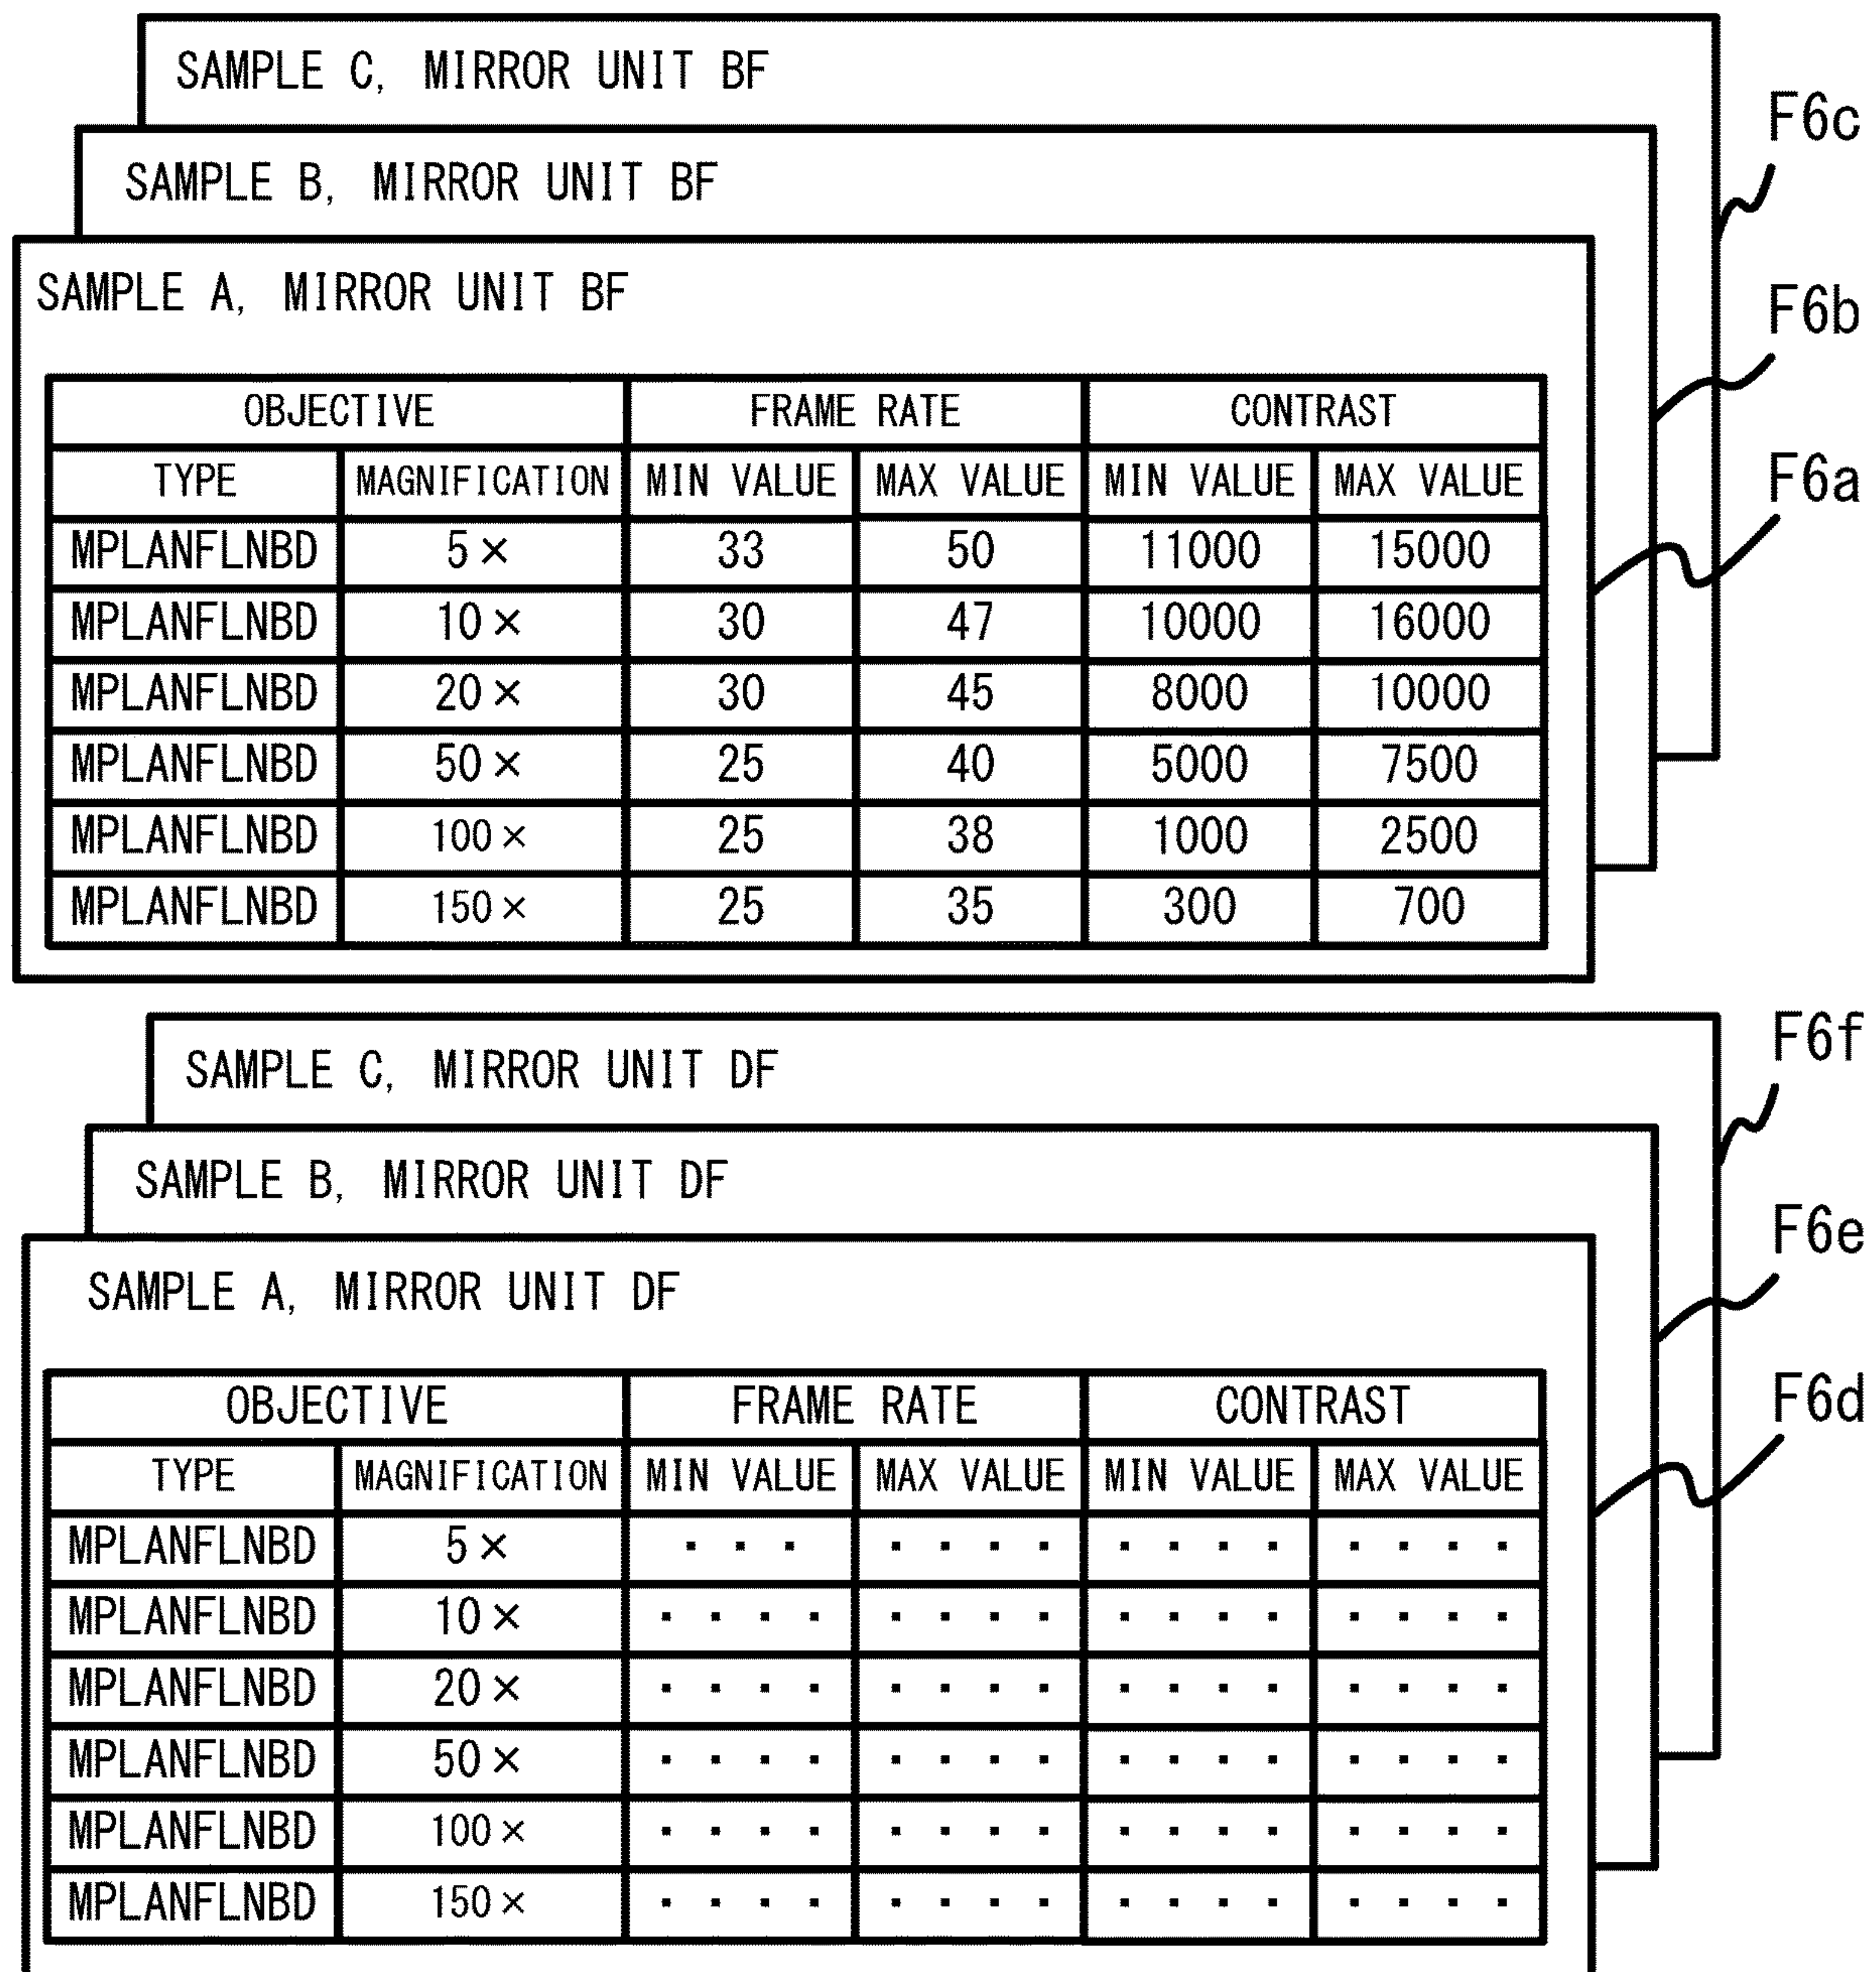 SAMPLE C, MIRROR UNIT BF
F6c
SAMPLE B, MIRROR UNIT BF
F6b
SAMPLE A, MIRROR UNIT BF
F6a
OBJECTIVE FRAME RATE CONTRAST
TYPE MAGNIFICATION MIN VALUE MAX VALUE MIN VALUE MAX VALUE
MPLANFLNBD 5× 33 50 11000 15000
MPLANFLNBD 10× 30 47 10000 16000
MPLANFLNBD 20× 30 45 8000 10000
MPLANFLNBD 50× 25 40 5000 7500
MPLANFLNBD 100× 25 38 1000 2500
MPLANFLNBD 150× 25 35 300 700
SAMPLE C, MIRROR UNIT DF
F6f
SAMPLE B, MIRROR UNIT DF
F6e
SAMPLE A, MIRROR UNIT DF
F6d
OBJECTIVE FRAME RATE CONTRAST
TYPE MAGNIFICATION MIN VALUE MAX VALUE MIN VALUE MAX VALUE
MPLANFLNBD 5× ··· ···· ···· ····
MPLANFLNBD 10× ···· ···· ···· ····
MPLANFLNBD 20× ···· ···· ···· ····
MPLANFLNBD 50× ···· ···· ···· ····
MPLANFLNBD 100× ···· ···· ···· ····
MPLANFLNBD 150× ···· ···· ···· ····